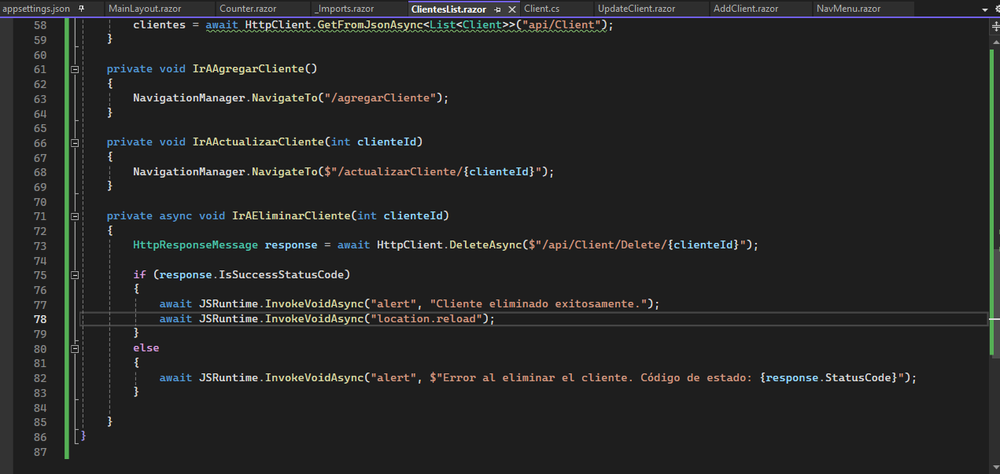 appsettings.json MainLayout.razor Counter.razor _Imports.razor ClientesList.razor Client.cs UpdateClient.razor AddClient.razor NavMenu.razor
58 clientes = await HttpClient.GetFromJsonAsync<List<Client>>("api/Client");
59 }
60
61 private void IrAAgregarCliente()
62 {
63 NavigationManager.NavigateTo("/agregarCliente");
64 }
65
66 private void IrAActualizarCliente(int clienteId)
67 {
68 NavigationManager.NavigateTo($"/actualizarCliente/{clienteId}");
69 }
70
71 private async void IrAEliminarCliente(int clienteId)
72 {
73 HttpResponseMessage response = await HttpClient.DeleteAsync($"/api/Client/Delete/{clienteId}");
74
75 if (response.IsSuccessStatusCode)
76 {
77 await JSRuntime.InvokeVoidAsync("alert", "Cliente eliminado exitosamente.");
78 await JSRuntime.InvokeVoidAsync("location.reload");
79 }
80 else
81 {
82 await JSRuntime.InvokeVoidAsync("alert", $"Error al eliminar el cliente. Código de estado: {response.StatusCode}");
83 }
84
85 }
86 }
87